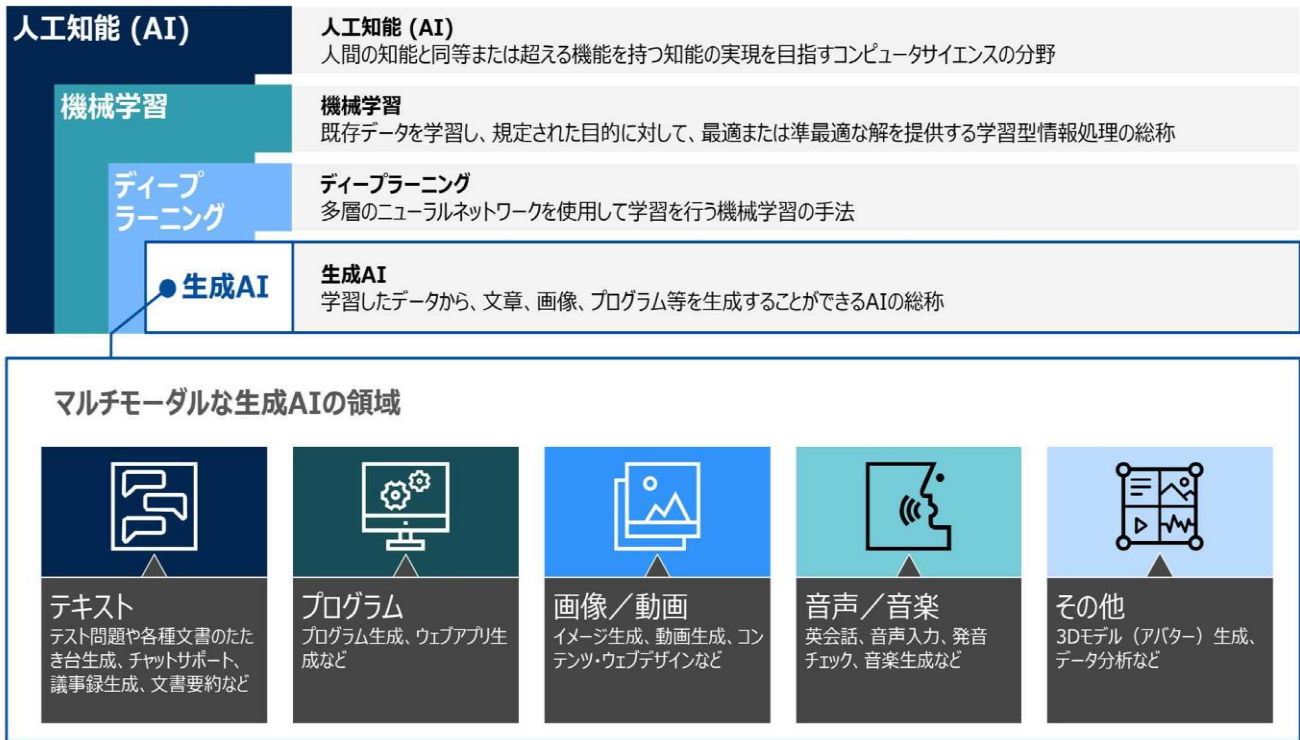 人工知能 (AI)
人工知能 (AI)
人間の知能と同等または超える機能を持つ知能の実現を目指すコンピュータサイエンスの分野
機械学習
機械学習
既存データを学習し、規定された目的に対して、最適または準最適な解を提供する学習型情報処理の総称
ディープ
ラーニング
ディープラーニング
多層のニューラルネットワークを使用して学習を行う機械学習の手法
生成AI
生成AI
学習したデータから、文章、画像、プログラム等を生成することができるAIの総称
マルチモーダルな生成AIの領域
テキスト
テスト問題や各種文書のたた
き台生成、チャットサポート、
議事録生成、文書要約など
プログラム
プログラム生成、ウェブアプリ生
成など
画像／動画
イメージ生成、動画生成、コン
テンツ・ウェブデザインなど
音声／音楽
英会話、音声入力、発音
チェック、音楽生成など
その他
3Dモデル（アバター）生成、
データ分析など